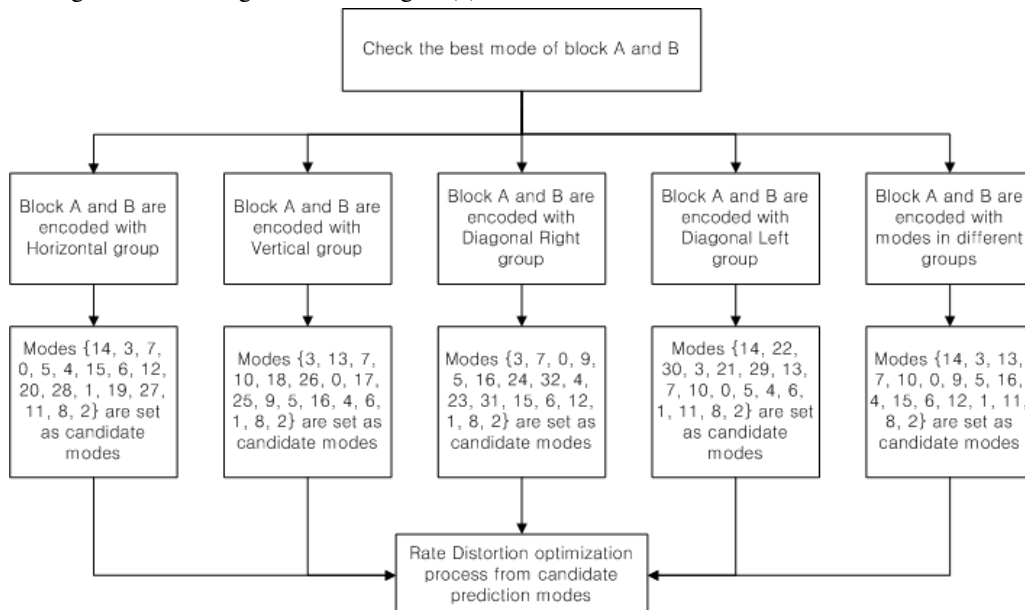 Check the best mode of block A and B
Block A and B are
encoded with
Horizontal group
Block A and B are
encoded with
Vertical group
Block A and B are
encoded with
Diagonal Right
group
Block A and B are
encoded with
Diagonal Left
group
Block A and B are
encoded with
modes in different
groups
Modes {14, 3, 7,
0, 5, 4, 15, 6, 12,
20, 28, 1, 19, 27,
11, 8, 2} are set
as candidate
modes
Modes {3, 13, 7,
10, 18, 26, 0, 17,
25, 9, 5, 16, 4, 6,
1, 8, 2} are set as
candidate modes
Modes {3, 7, 0, 9,
5, 16, 24, 32, 4,
23, 31, 15, 6, 12,
1, 8, 2} are set as
candidate modes
Modes {14, 22,
30, 3, 21, 29, 13,
7, 10, 0, 5, 4, 6,
1, 11, 8, 2} are set
as candidate
modes
Modes {14, 3, 13,
7, 10, 0, 9, 5, 16,
4, 15, 6, 12, 1, 11,
8, 2} are set as
candidate modes
Rate Distortion optimization
process from candidate
prediction modes